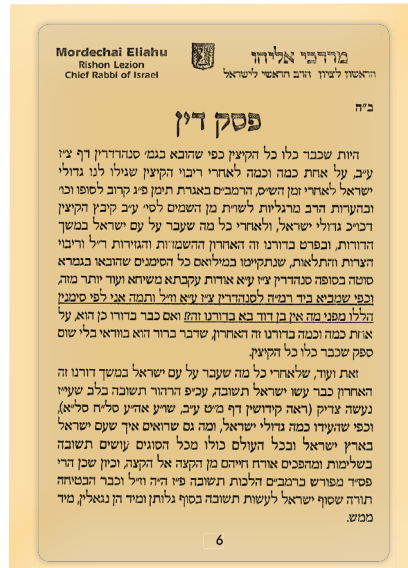 Mordechai Eliahu
Rishon Lezion
Chief Rabbi of Israel
מרדכי אליהו
הראשון לציון הרב הראשי לישראל
ב"ה
פסק דין
היות שכבר כלו כל הקיצין כפי שהובא בגמ' סנהדרין דף צ"ז
ע"ב, על אחת כמה וכמה לאחרי ריבוי הקיצין שגילו לנו גדולי
ישראל לאחרי זמן הש"ס, הרמב"ם באגרת תימן פ"ג קרוב לסופו וכו'
ובהערות הרב מרגליות לשו"ת מן השמים לסי' ע"ב קיבץ הקיצין
דכו"כ גדולי ישראל, ולאחרי כל מה שעבר על עם ישראל במשך
הדורות, ובפרט בדורנו זה האחרון ההשמדות והגזירות ר"ל וריבוי
הצרות והתלאות, שנתקיימו במילואם כל הסימנים שהובאו בגמרא
סוטה בסופה סנהדרין צ"ז ע"א אודות עקבתא משיחא ועוד יותר מזה,
וכפי שמביא ביד רמ"ה לסנהדרין צ"ז ע"א וז"ל ותמה אני לפי סימנין
הללו מפני מה אין בן דוד בא בדורנו זה?! ואם כבר בדורו כן הוא, על
אחת כמה וכמה בדורנו זה האחרון, שדבר ברור הוא בוודאי בלי שום
ספק שכבר כלו כל הקיצין.
זאת ועוד, שלאחרי כל מה שעבר על עם ישראל במשך דורנו זה
האחרון כבר עשו ישראל תשובה, עכ"פ הרהור תשובה בלב שעי"ז
נעשה צדיק (ראה קידושין דף מ"ט ע"ב, שו"ע אה"ע סל"ח סל"א),
וכפי שהעידו כמה גדולי ישראל, ומה גם שרואים איך שעם ישראל
בארץ ישראל ובכל העולם כולו מכל הסוגים עושים תשובה
בשלימות ומהפכים אורח חייהם מן הקצה אל הקצה, וכיון שכן הרי
פס"ד מפורש ברמב"ם הלכות תשובה פ"ז ה"ה וז"ל וכבר הבטיחה
תורה שסוף ישראל לעשות תשובה בסוף גלותן ומיד הן נגאלין, מיד
ממש.
6